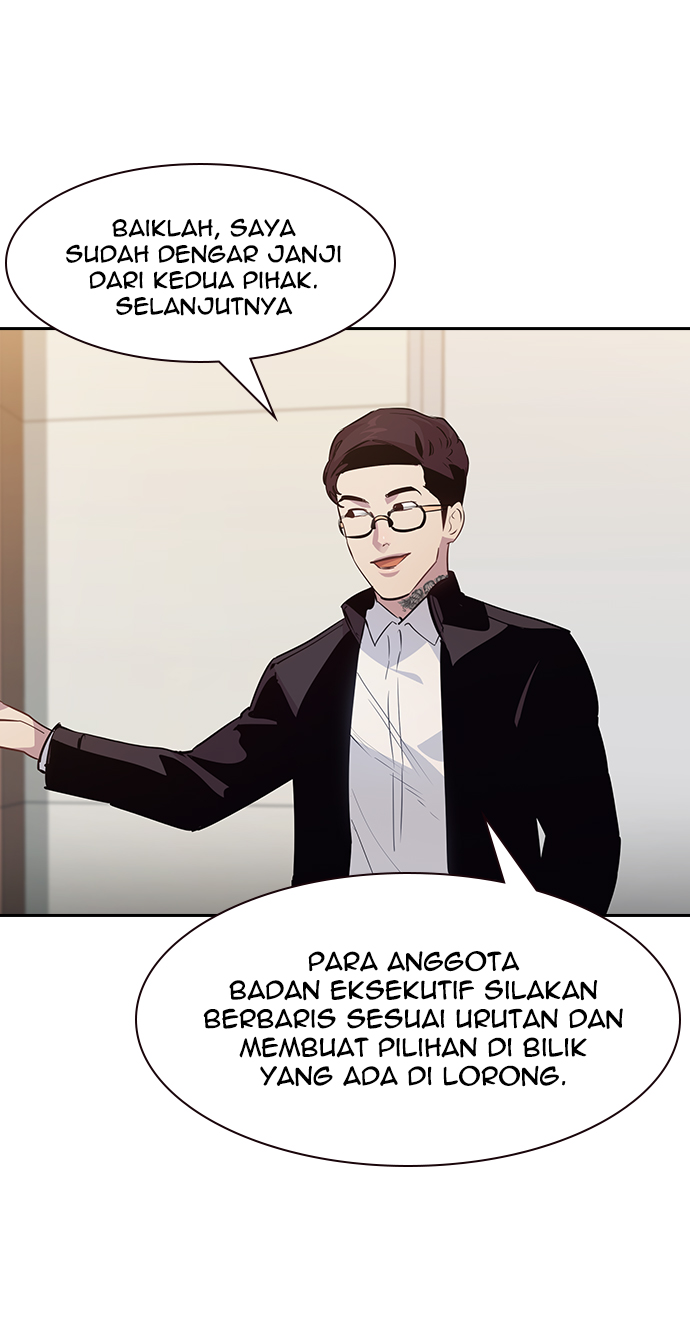 BAIKLAH, SAYA
SUDAH DENGAR JANJI
DARI KEDUA PIHAK.
SELANJUTNYA
PARA ANGGOTA
BADAN EKSEKUTIF SILAKAN
BERBARIS SESUAI URUTAN DAN
MEMBUAT PILIHAN DI BILIK
YANG ADA DI LORONG.